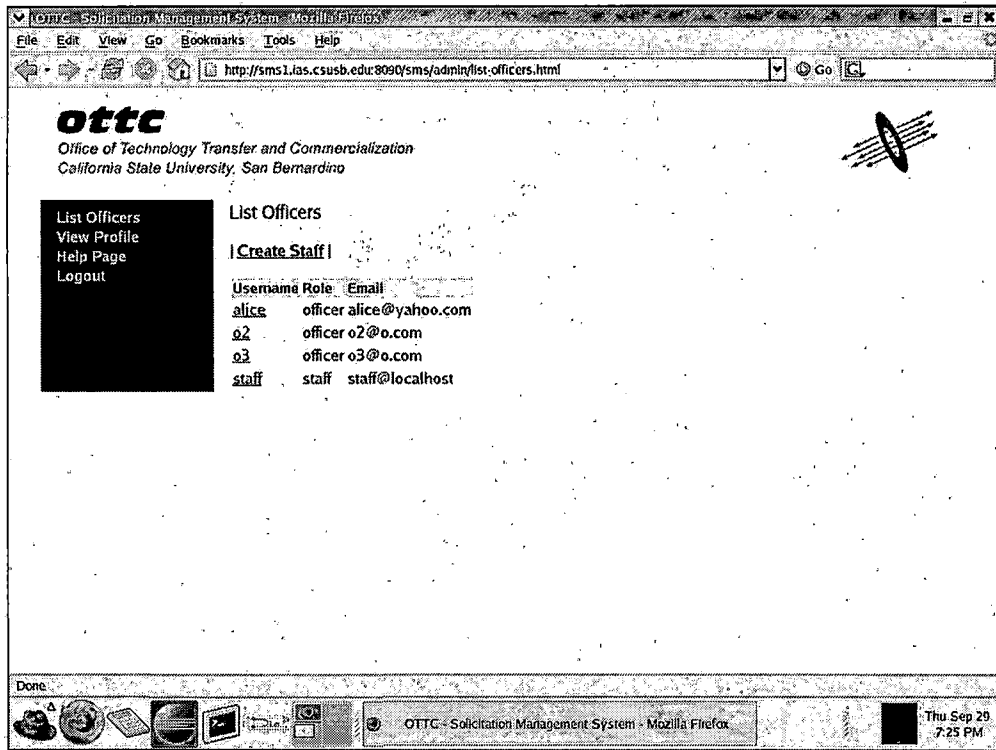 OTTC - Solicitation Management System - Mozilla Firefox
File Edit View Go Bookmarks Tools Help
http://sms1.ias.csusb.edu:8090/sms/admin/list-officers.html Go
ottc
Office of Technology Transfer and Commercialization
California State University, San Bernardino
List Officers
View Profile
Help Page
Logout
List Officers
| Create Staff |
Username Role Email
alice officer alice@yahoo.com
o2 officer o2@o.com
o3 officer o3@o.com
staff staff staff@localhost
Done
OTTC - Solicitation Management System - Mozilla Firefox
Thu Sep 29
7:25 PM